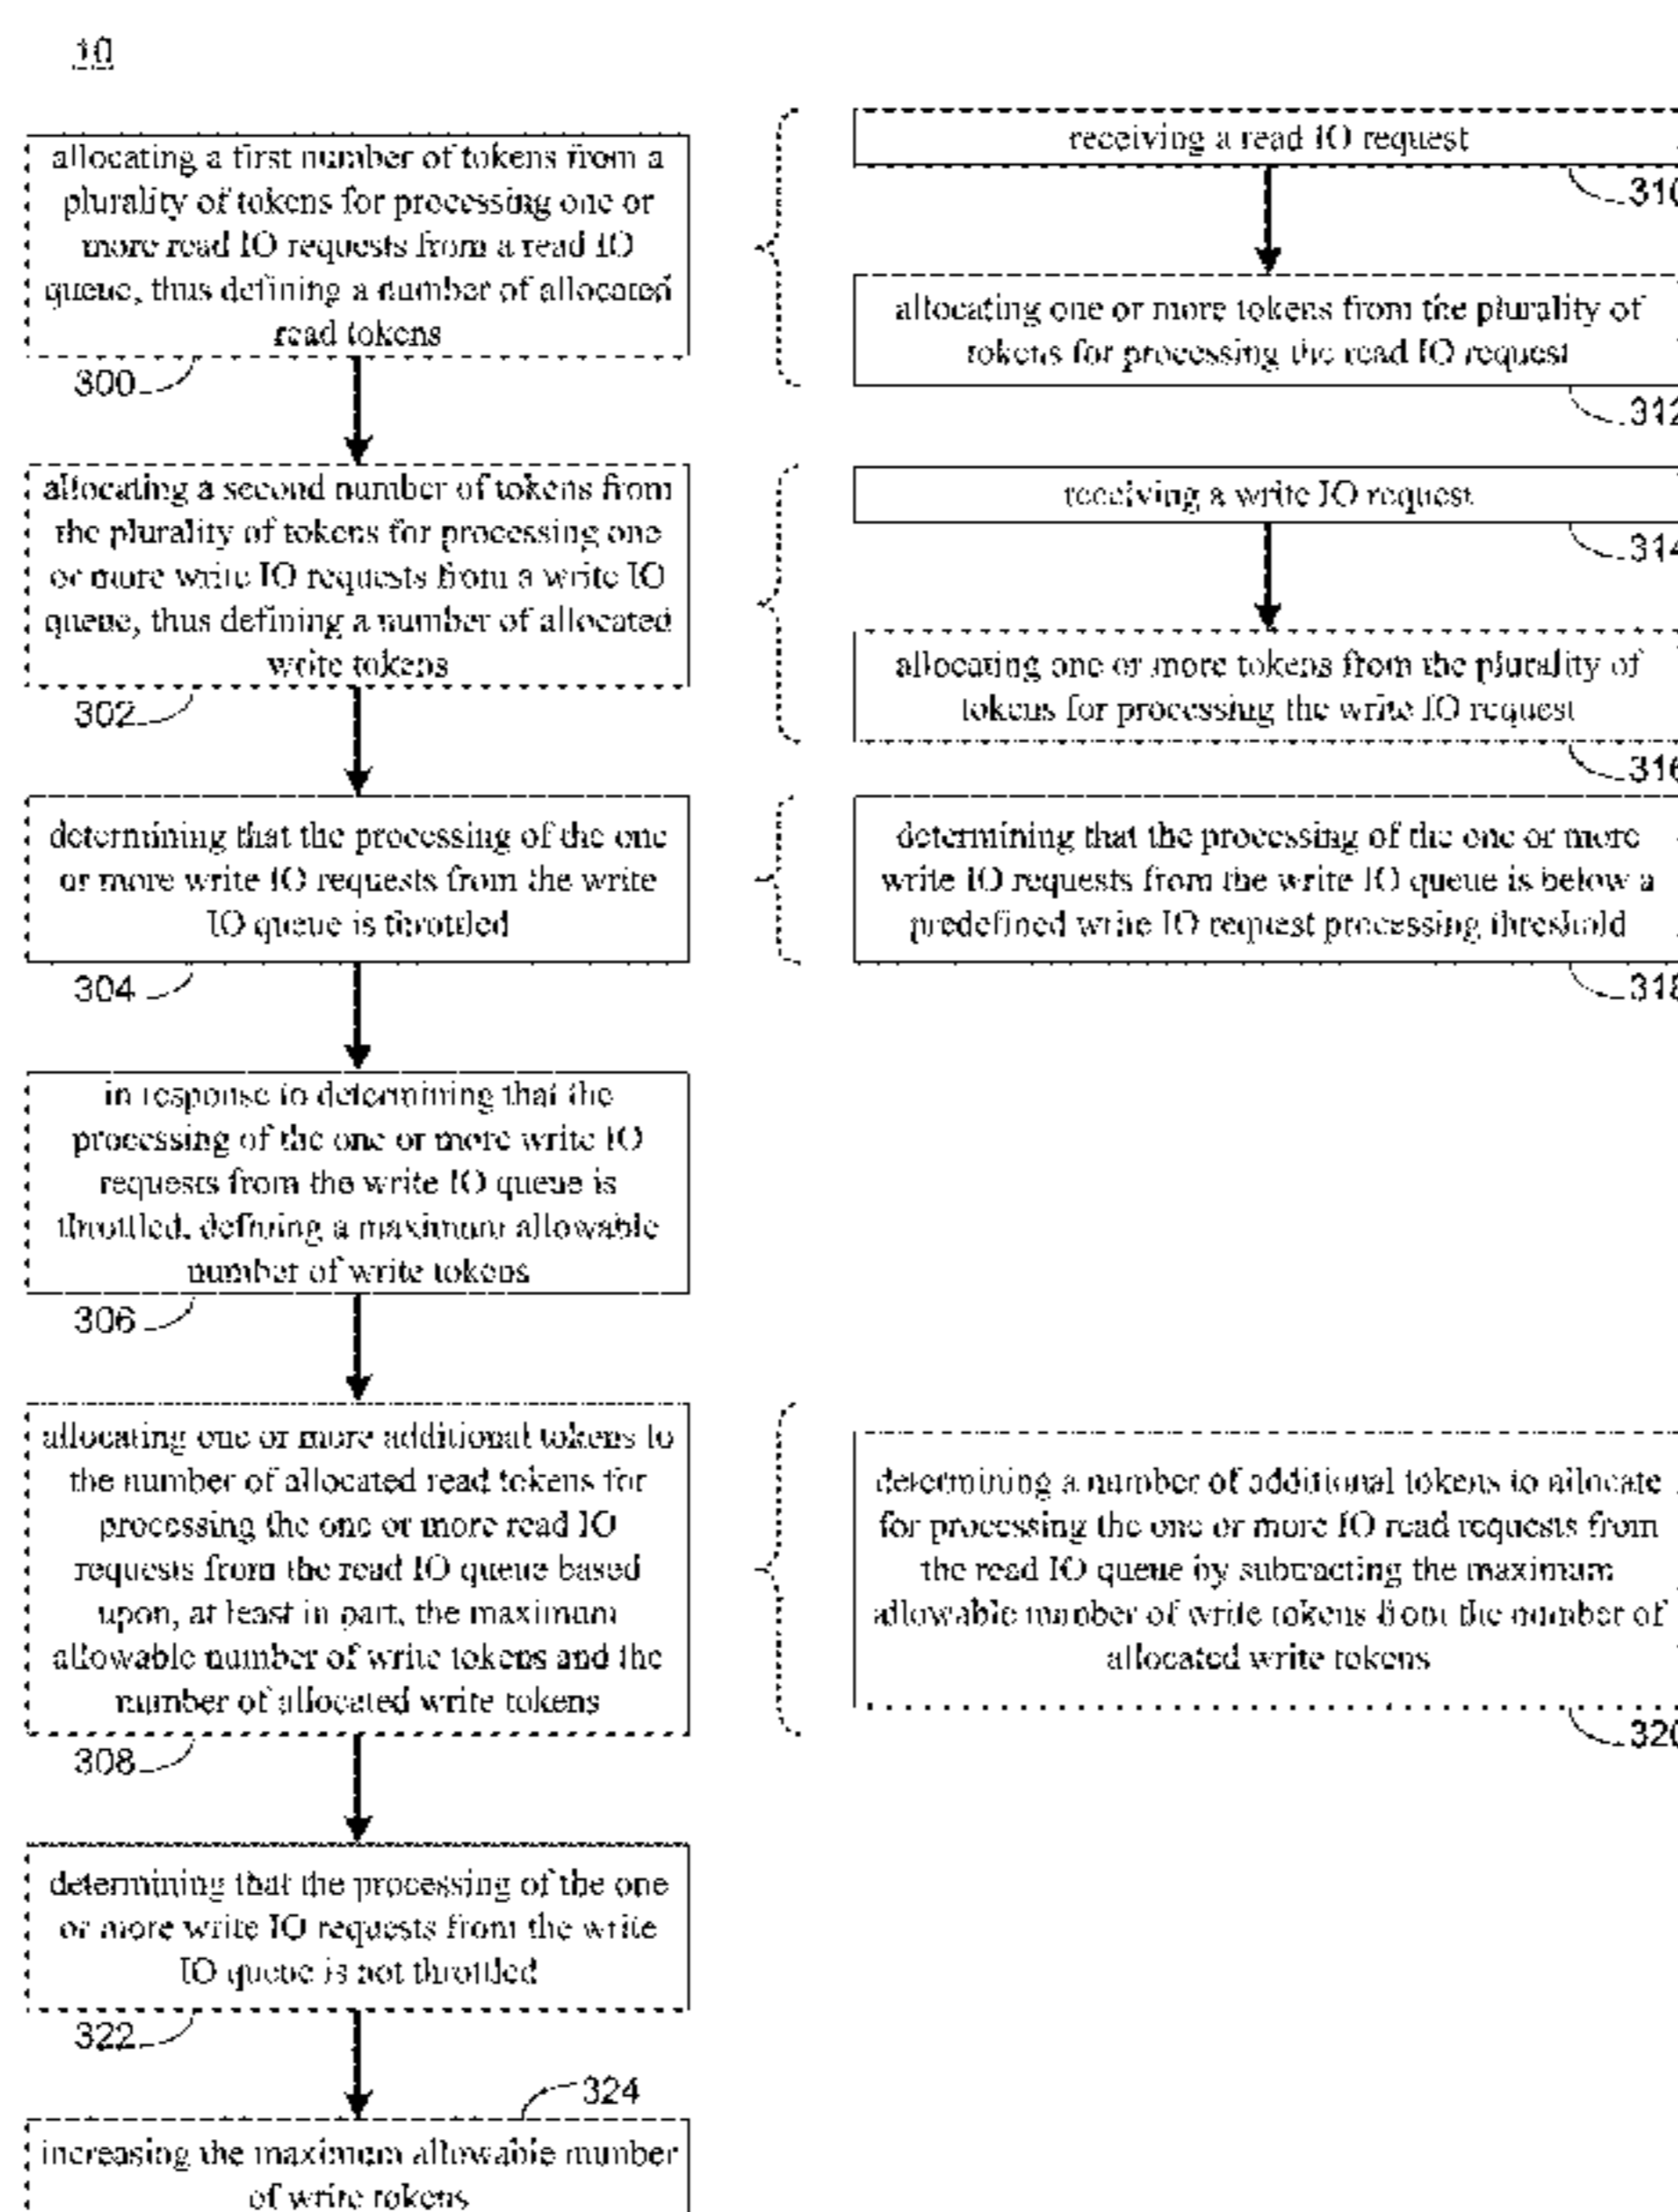 10
allocating a first number of tokens from a
plurality of tokens for processing one or
more read IO requests from a read IO
queue, thus defining a number of allocated
read tokens
300
allocating a second number of tokens from
the plurality of tokens for processing one
or more write IO requests from a write IO
queue, thus defining a number of allocated
write tokens
302
determining that the processing of the one
or more write IO requests from the write
IO queue is throttled
304
in response to determining that the
processing of the one or more write IO
requests from the write IO queue is
throttled, defining a maximum allowable
number of write tokens
306
allocating one or more additional tokens to
the number of allocated read tokens for
processing the one or more read IO
requests from the read IO queue based
upon, at least in part, the maximum
allowable number of write tokens and the
number of allocated write tokens
308
determining that the processing of the one
or more write IO requests from the write
IO queue is not throttled
322
324
increasing the maximum allowable number
of write tokens
receiving a read IO request
310
allocating one or more tokens from the plurality of
tokens for processing the read IO request
312
receiving a write IO request
314
allocating one or more tokens from the plurality of
tokens for processing the write IO request
316
determining that the processing of the one or more
write IO requests from the write IO queue is below a
predefined write IO request processing threshold
318
determining a number of additional tokens to allocate
for processing the one or more IO read requests from
the read IO queue by subtracting the maximum
allowable number of write tokens from the number of
allocated write tokens
320